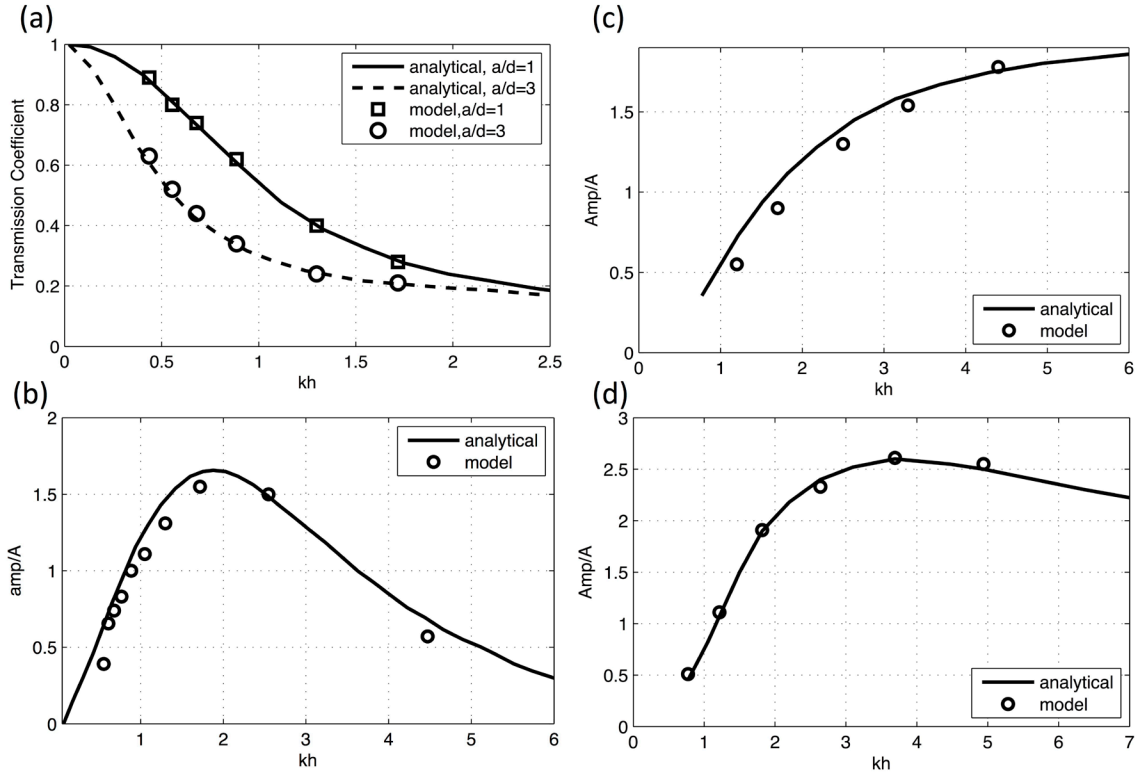 (a)
1
0.8
0.6
0.4
0.2
0
0
0.5
1
1.5
2
2.5
Transmission Coefficient
kh
analytical, a/d=1
analytical, a/d=3
model,a/d=1
model,a/d=3
(c)
1.5
1
0.5
0
0
1
2
3
4
5
6
Amp/A
kh
analytical
model
(b)
2
1.5
1
0.5
0
1
2
3
4
5
6
amp/A
kh
analytical
model
(d)
3
2.5
2
1.5
1
0.5
0
0
1
2
3
4
5
6
7
Amp/A
kh
analytical
model